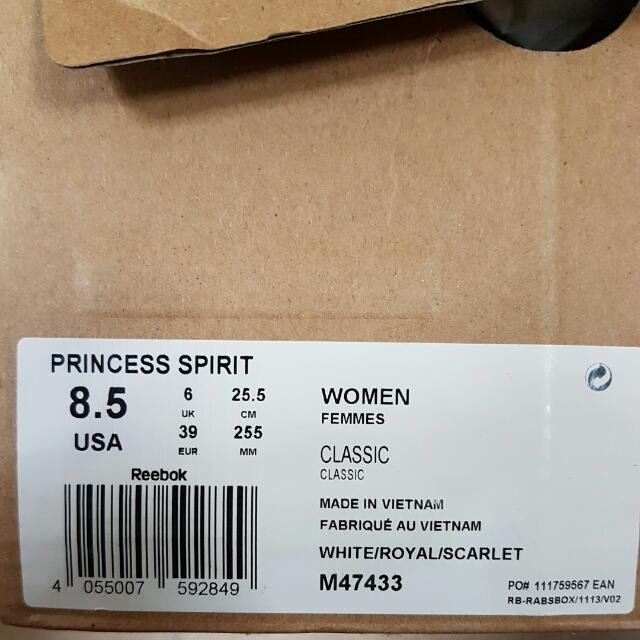 PRINCESS SPIRIT
8.5
USA
6
UK
39
EUR
25.5
CM
255
MM
Reebok
4 055007 592849
WOMEN
FEMMES
CLASSIC
CLASSIC
MADE IN VIETNAM
FABRIQUÉ AU VIETNAM
WHITE/ROYAL/SCARLET
M47433
PO# 111759567 EAN
RB-RABSBOX/1113/V02